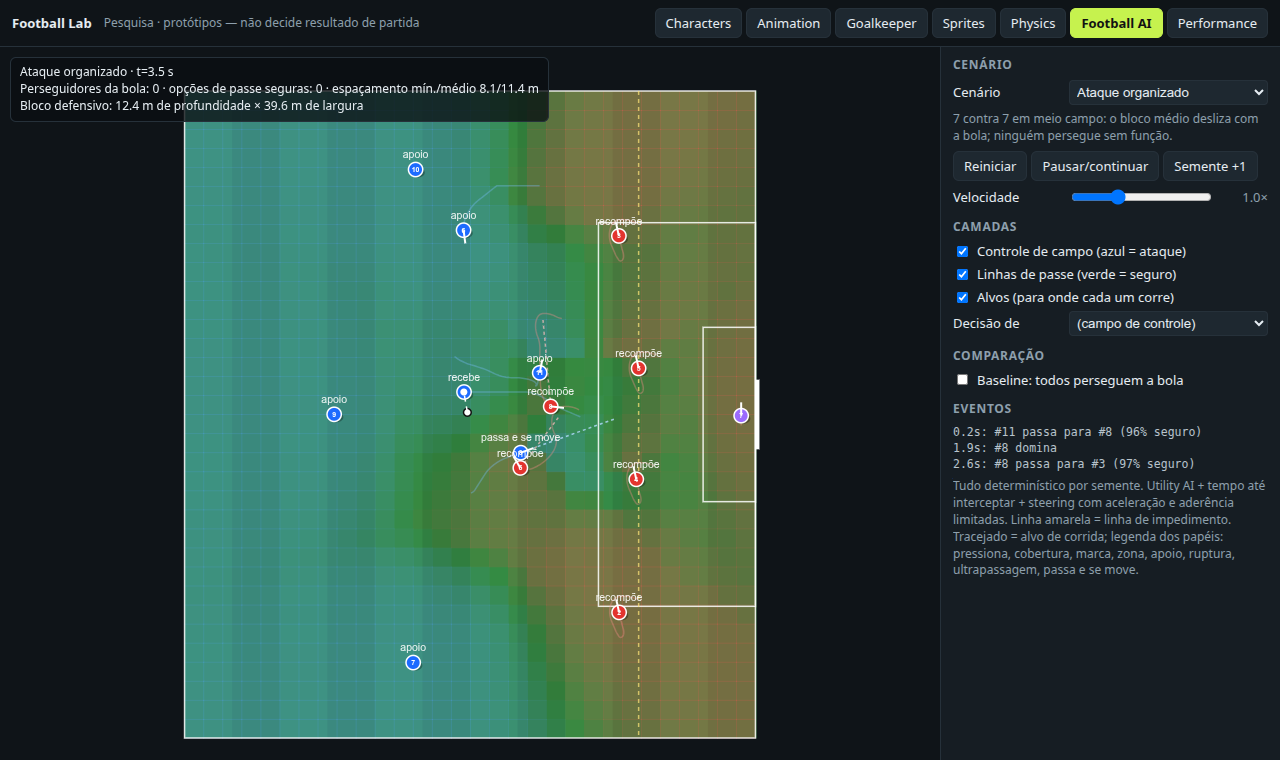 Football Lab
Pesquisa · protótipos — não decide resultado de partida
Characters
Animation
Goalkeeper
Sprites
Physics
Football AI
Performance
Ataque organizado · t=3.5 s
Perseguidores da bola: 0 · opções de passe seguras: 0 · espaçamento mín./médio 8.1/11.4 m
Bloco defensivo: 12.4 m de profundidade × 39.6 m de largura
apoio
10
apoio
recompõe
3
apoio
recompõe
recebe
recompõe
9
passa e se move
recompõe
recompõe
recompõe
apoio
7
CENÁRIO
Cenário
Ataque organizado
7 contra 7 em meio campo: o bloco médio desliza com
a bola; ninguém persegue sem função.
Reiniciar
Pausar/continuar
Semente +1
Velocidade
1.0×
CAMADAS
Controle de campo (azul = ataque)
Linhas de passe (verde = seguro)
Alvos (para onde cada um corre)
Decisão de
(campo de controle)
COMPARAÇÃO
Baseline: todos perseguem a bola
EVENTOS
0.2s: #11 passa para #8 (96% seguro)
1.9s: #8 domina
2.6s: #8 passa para #3 (97% seguro)
Tudo determinístico por semente. Utility AI + tempo até
interceptar + steering com aceleração e aderência
limitadas. Linha amarela = linha de impedimento.
Tracejado = alvo de corrida; legenda dos papéis:
pressiona, cobertura, marca, zona, apoio, ruptura,
ultrapassagem, passa e se move.